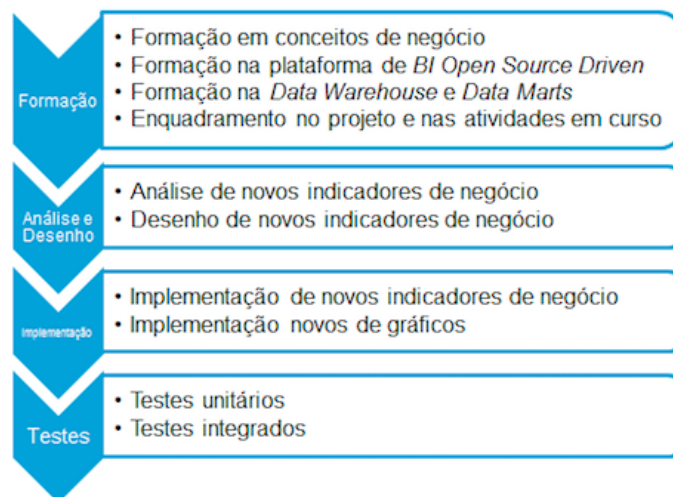 Formação
• Formação em conceitos de negócio
• Formação na plataforma de BI Open Source Driven
• Formação na Data Warehouse e Data Marts
• Enquadramento no projeto e nas atividades em curso
Análise e
Desenho
• Análise de novos indicadores de negócio
• Desenho de novos indicadores de negócio
Implementação
• Implementação de novos indicadores de negócio
• Implementação novos de gráficos
Testes
• Testes unitários
• Testes integrados